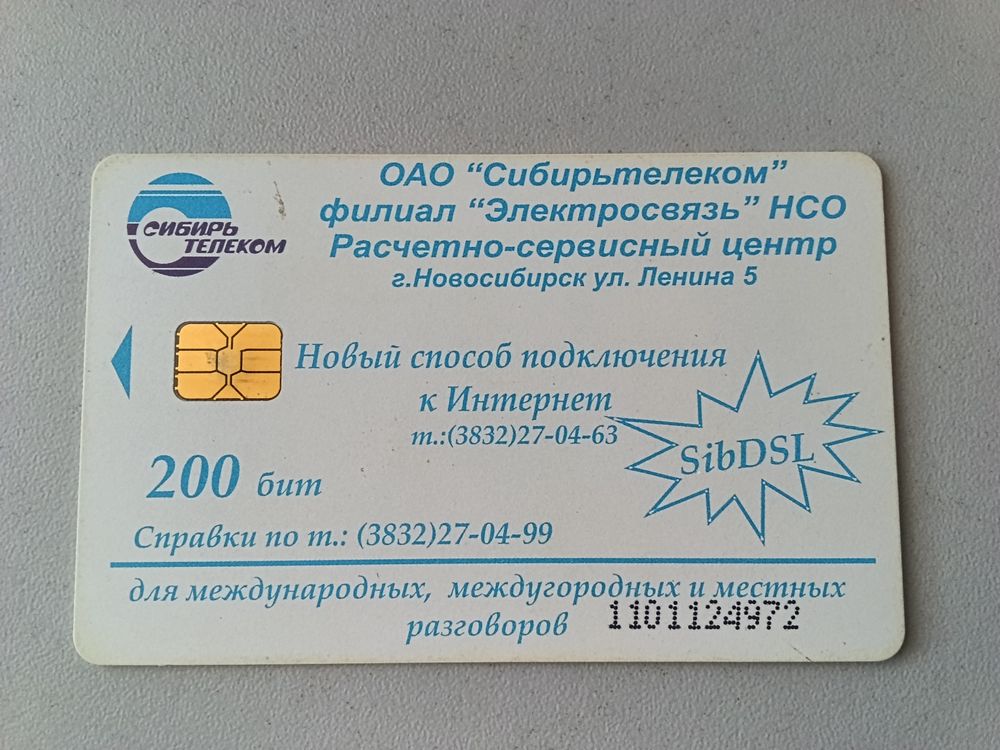 ОАО “Сибирьтелеком”
филиал “Электросвязь” НСО
Расчетно-сервисный центр
г.Новосибирск ул. Ленина 5
СИБИРЬ
ТЕЛЕКОМ
Новый способ подключения
к Интернет
т.:(3832)27-04-63
SibDSL
200 бит
Справки по т.: (3832)27-04-99
для международных, междугородных и местных
разговоров
1101124972